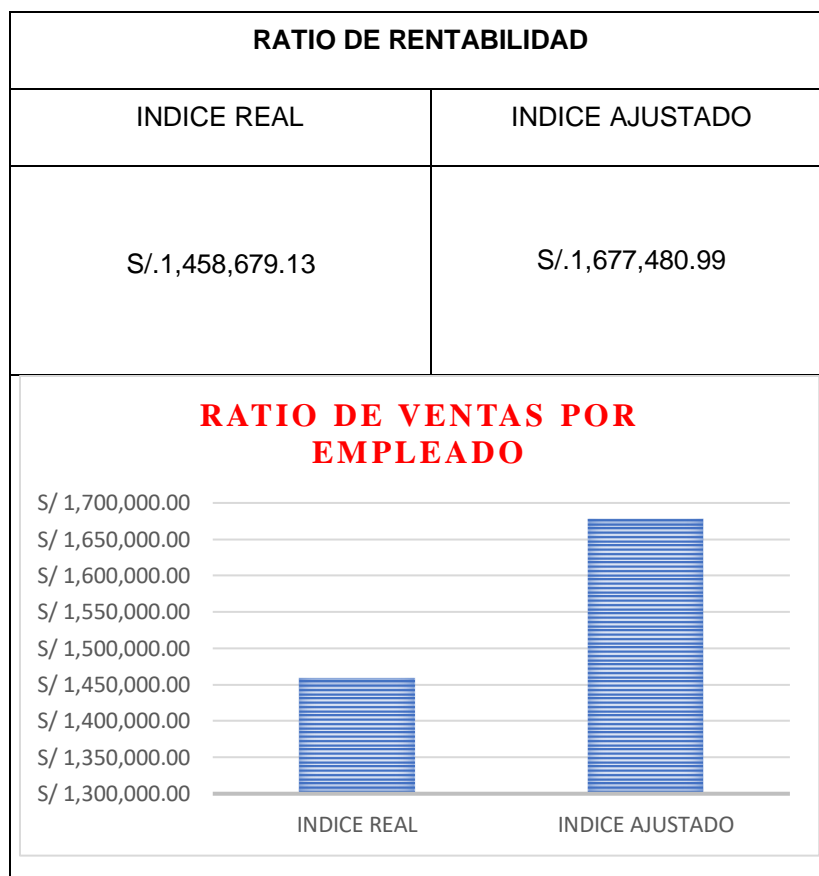 RATIO DE RENTABILIDAD
INDICE REAL
INDICE AJUSTADO
S/.1,458,679.13
S/.1,677,480.99
RATIO DE VENTAS POR
EMPLEADO
S/ 1,700,000.00
S/ 1,650,000.00
S/ 1,600,000.00
S/ 1,550,000.00
S/ 1,500,000.00
S/ 1,450,000.00
S/ 1,400,000.00
S/ 1,350,000.00
S/ 1,300,000.00
INDICE REAL
INDICE AJUSTADO